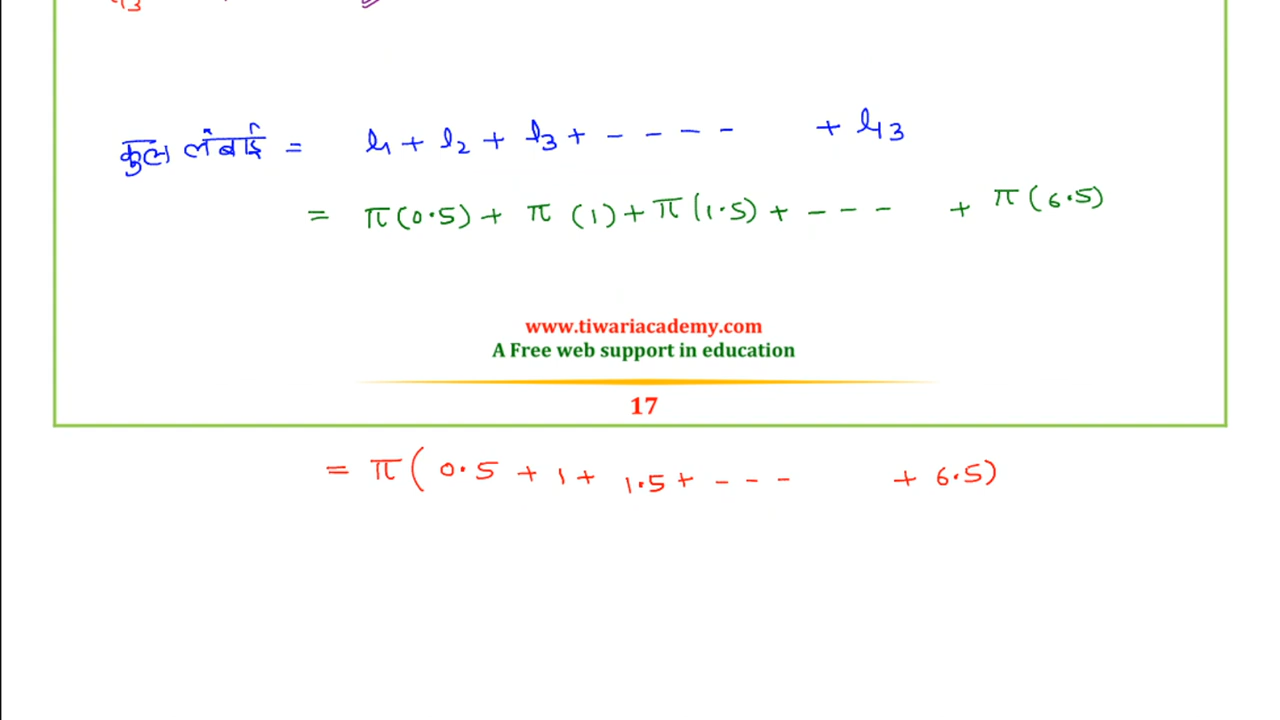 कुल लंबाई = l1 + l2 + l3 + - - - - + l13
= π(0.5) + π(1) + π(1.5) + - - - + π(6.5)
www.tiwariacademy.com
A Free web support in education
17
= π(0.5 + 1 + 1.5 + - - - + 6.5)